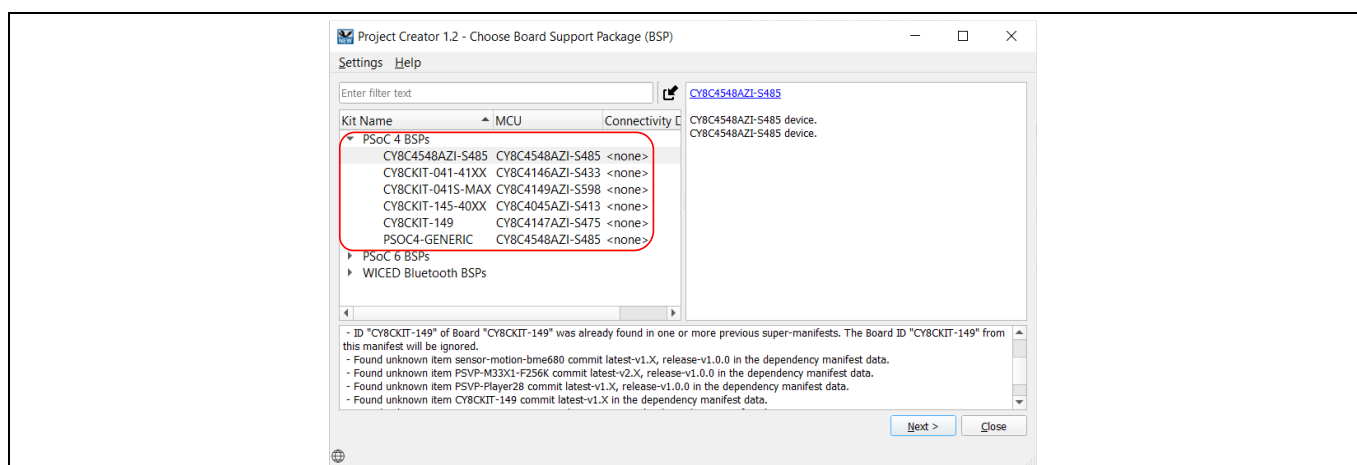 Project Creator 1.2 - Choose Board Support Package (BSP)
Settings Help
Enter filter text
CY8C4548AZI-S485
Kit Name MCU Connectivity D
CY8C4548AZI-S485 device.
CY8C4548AZI-S485 device.
PSoC 4 BSPs
CY8C4548AZI-S485 CY8C4548AZI-S485 <none>
CY8CKIT-041-41XX CY8C4146AZI-S433 <none>
CY8CKIT-041S-MAX CY8C4149AZI-S598 <none>
CY8CKIT-145-40XX CY8C4045AZI-S413 <none>
CY8CKIT-149 CY8C4147AZI-S475 <none>
PSOC4-GENERIC CY8C4548AZI-S485 <none>
PSoC 6 BSPs
WICED Bluetooth BSPs
- ID "CY8CKIT-149" of Board "CY8CKIT-149" was already found in one or more previous super-manifests. The Board ID "CY8CKIT-149" from
this manifest will be ignored.
- Found unknown item sensor-motion-bme680 commit latest-v1.X, release-v1.0.0 in the dependency manifest data.
- Found unknown item PSVP-M33X1-F256K commit latest-v2.X, release-v1.0.0 in the dependency manifest data.
- Found unknown item PSVP-Player28 commit latest-v1.X, release-v1.0.0 in the dependency manifest data.
- Found unknown item CY8CKIT-149 commit latest-v1.X in the dependency manifest data.
Next > Close